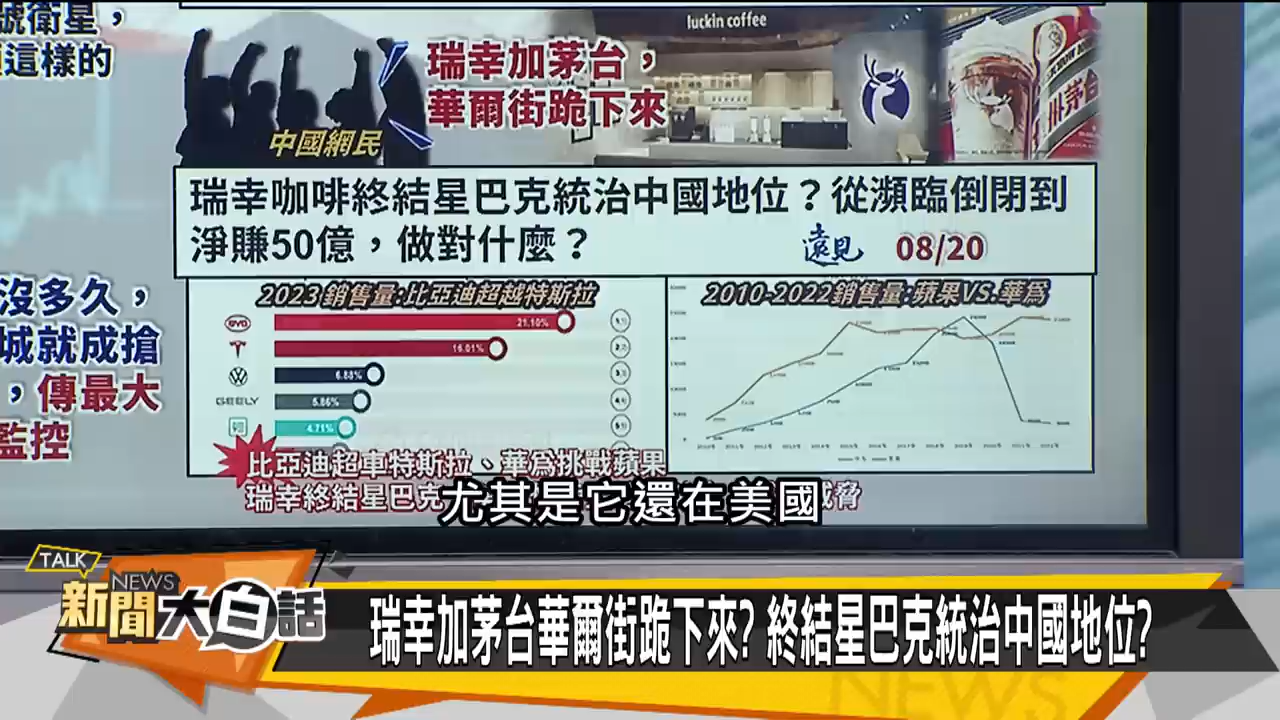 號衛星，
這樣的
luckin coffee
瑞幸加茅台，
華爾街跪下來
中國網民
茅台
瑞幸咖啡終結星巴克統治中國地位？從瀕臨倒閉到
淨賺50億，做對什麼？
遠見 08/20
沒多久，
城就成搶
，傳最大
監控
2023銷售量:比亞迪超越特斯拉
BYD 21.10%
16.01%
6.88%
GEELY 5.86%
4.71%
2010-2022銷售量:蘋果VS.華為
比亞迪超車特斯拉、華為挑戰蘋果
瑞幸終結星巴克
脅
尤其是它還在美國
TALK
NEWS
新聞大白話
瑞幸加茅台華爾街跪下來? 終結星巴克統治中國地位?
NEWS